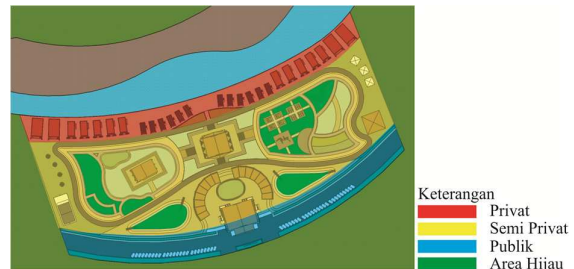 Keterangan
Privat
Semi Privat
Publik
Area Hijau